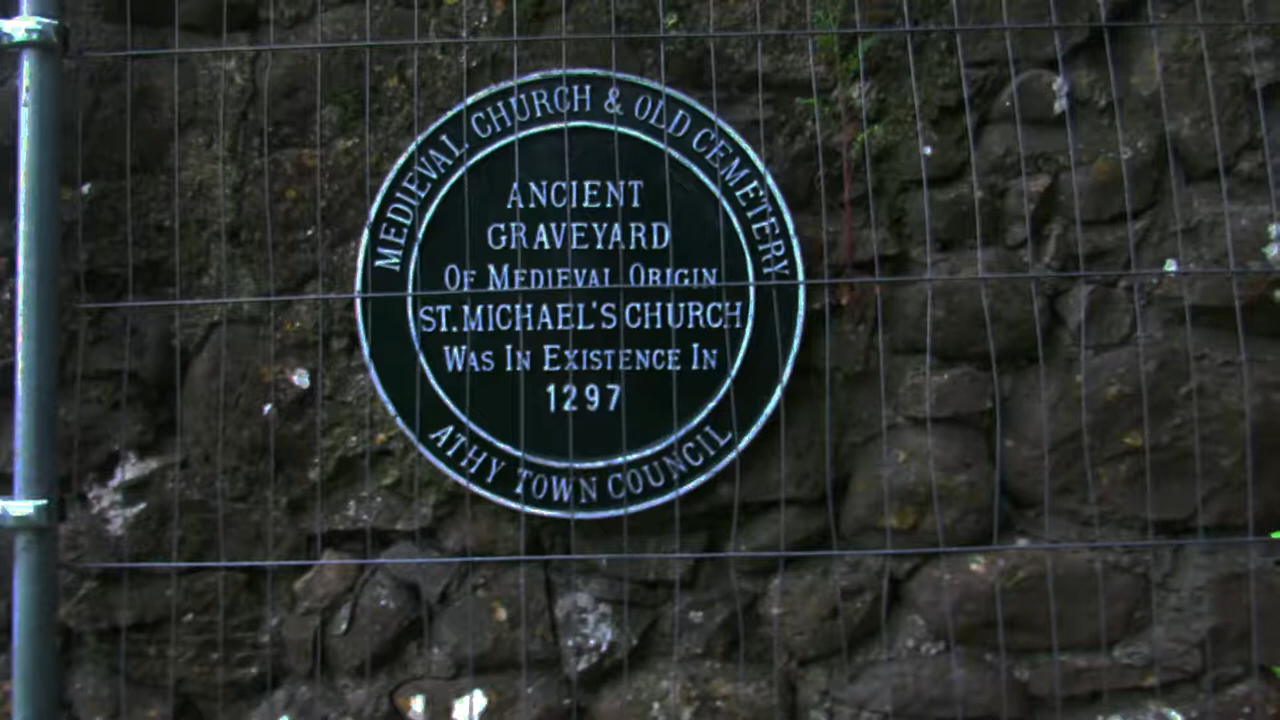 MEDIEVAL CHURCH & OLD CEMETERY
ANCIENT
GRAVEYARD
OF MEDIEVAL ORIGIN
ST. MICHAEL'S CHURCH
WAS IN EXISTENCE IN
1297
ATHY TOWN COUNCIL